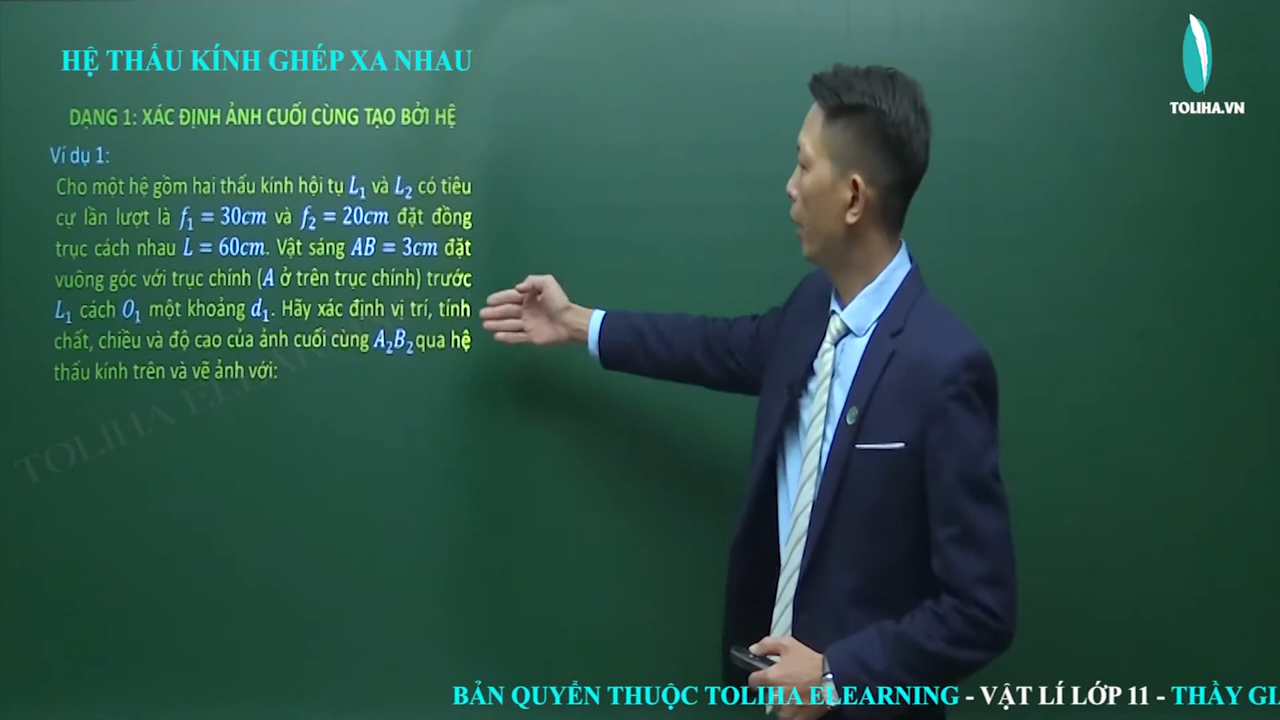 HỆ THẤU KÍNH GHÉP XA NHAU
TOLIHA.VN
DẠNG 1: XÁC ĐỊNH ẢNH CUỐI CÙNG TẠO BỞI HỆ
Ví dụ 1:
Cho một hệ gồm hai thấu kính hội tụ L₁ và L₂ có tiêu
cự lần lượt là f₁ = 30cm và f₂ = 20cm đặt đồng
trục cách nhau L = 60cm. Vật sáng AB = 3cm đặt
vuông góc với trục chính (A ở trên trục chính) trước
L₁ cách O₁ một khoảng d₁. Hãy xác định vị trí, tính
chất, chiều và độ cao của ảnh cuối cùng A₂B₂ qua hệ
thấu kính trên và vẽ ảnh với:
TOLIHA ELEARNING
BẢN QUYỀN THUỘC TOLIHA ELEARNING - VẬT LÍ LỚP 11 - THẦY GI